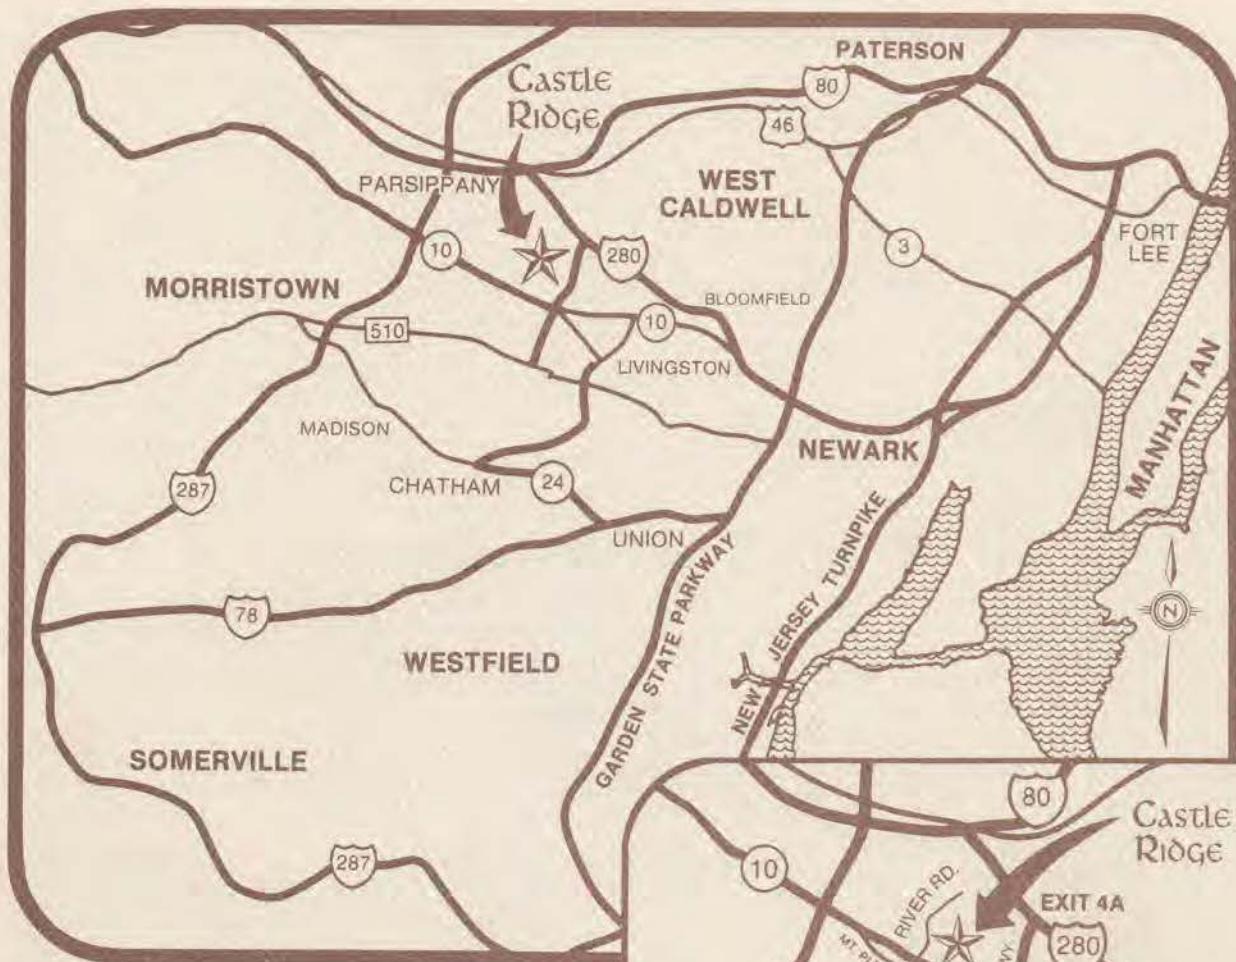 PATERSON
Castle
Ridge
80
46
PARSIPPANY
WEST
CALDWELL
FORT
LEE
10
280
3
MORRISTOWN
BLOOMFIELD
510
10
LIVINGSTON
MANHATTAN
MADISON
NEWARK
287
CHATHAM
24
UNION
NEW JERSEY TURNPIKE
GARDEN STATE PARKWAY
78
N
WESTFIELD
SOMERVILLE
80
Castle
Ridge
287
10
RIVER RD.
EXIT 4A
280